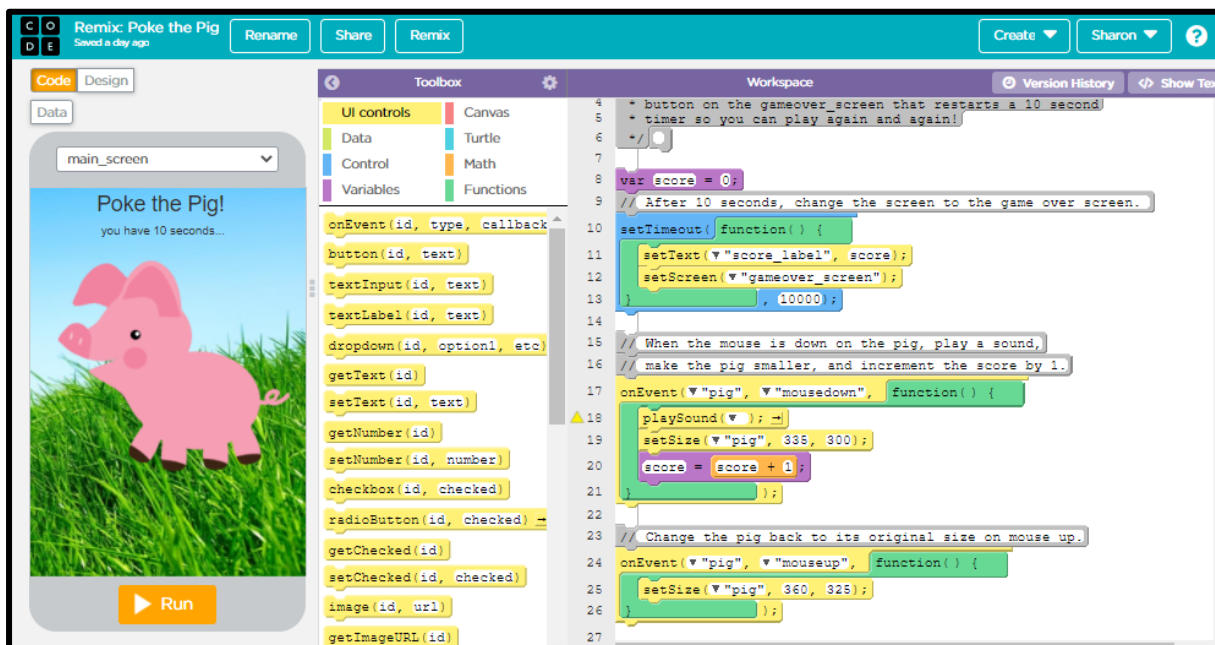 C O
D E
Remix: Poke the Pig
Saved a day ago
Rename
Share
Remix
Create
Sharon
?
Code
Design
Data
main_screen
Poke the Pig!
you have 10 seconds...
Run
Toolbox
UI controls
Canvas
Data
Turtle
Control
Math
Variables
Functions
onEvent(id, type, callback
button(id, text)
textInput(id, text)
textLabel(id, text)
dropdown(id, option1, etc)
getText(id)
setText(id, text)
getNumber(id)
setNumber(id, number)
checkbox(id, checked)
radioButton(id, checked)
getChecked(id)
setChecked(id, checked)
image(id, url)
getImageURL(id)
Workspace
Version History
</> Show Tex
4 * button on the gameover_screen that restarts a 10 second
5 * timer so you can play again and again!
6 */
7
8 var score = 0;
9 // After 10 seconds, change the screen to the game over screen.
10 setTimeout( function() {
11 setText("score_label", score);
12 setScreen("gameover_screen");
13 } , 10000);
14
15 // When the mouse is down on the pig, play a sound,
16 // make the pig smaller, and increment the score by 1.
17 onEvent("pig", "mousedown", function() {
18 playSound( );
19 setSize("pig", 335, 300);
20 score = score + 1;
21 } );
22
23 // Change the pig back to its original size on mouse up.
24 onEvent("pig", "mouseup", function() {
25 setSize("pig", 360, 325);
26 } );
27